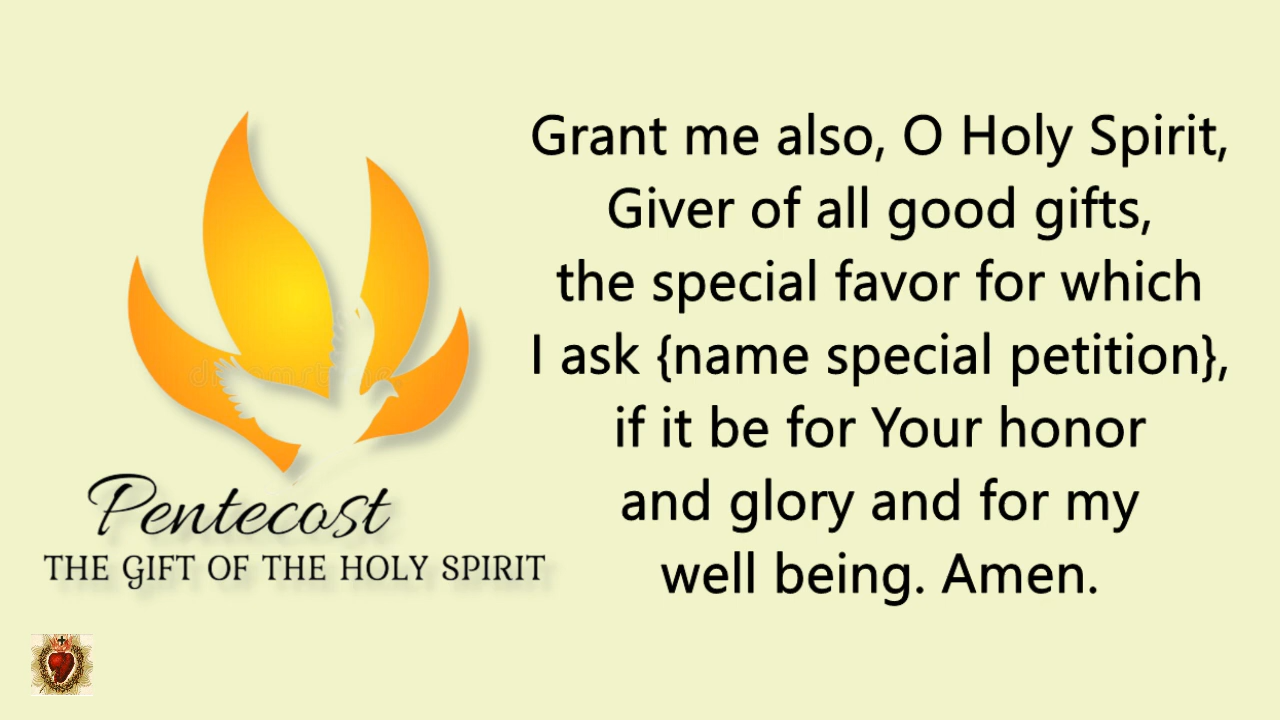 Grant me also, O Holy Spirit,
Giver of all good gifts,
the special favor for which
I ask {name special petition},
if it be for Your honor
and glory and for my
well being. Amen.
Pentecost
THE GIFT OF THE HOLY SPIRIT